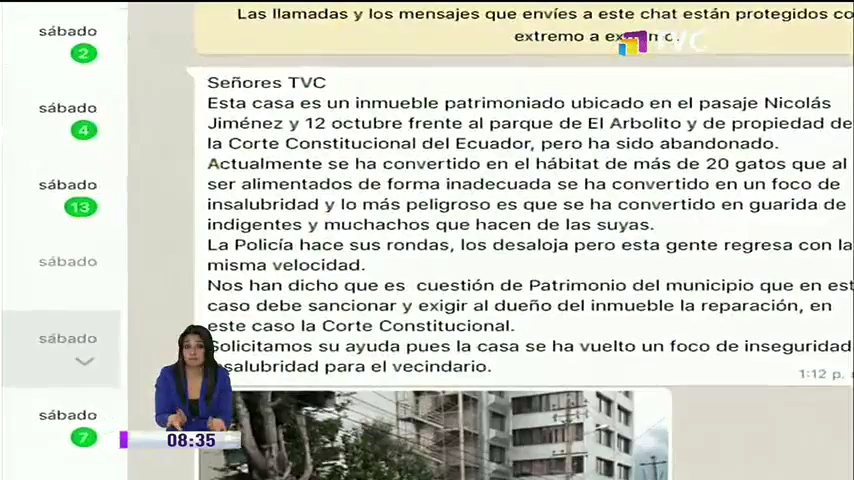 Las llamadas y los mensajes que envíes a este chat están protegidos co
extremo a
TVC
sábado
2
sábado
4
sábado
13
sábado
sábado
sábado
7
Señores TVC
Esta casa es un inmueble patrimoniado ubicado en el pasaje Nicolás
Jiménez y 12 octubre frente al parque de El Arbolito y de propiedad de
la Corte Constitucional del Ecuador, pero ha sido abandonado.
Actualmente se ha convertido en el hábitat de más de 20 gatos que al
ser alimentados de forma inadecuada se ha convertido en un foco de
insalubridad y lo más peligroso es que se ha convertido en guarida de
indigentes y muchachos que hacen de las suyas.
La Policía hace sus rondas, los desaloja pero esta gente regresa con la
misma velocidad.
Nos han dicho que es cuestión de Patrimonio del municipio que en est
caso debe sancionar y exigir al dueño del inmueble la reparación, en
este caso la Corte Constitucional.
Solicitamos su ayuda pues la casa se ha vuelto un foco de inseguridad
nsalubridad para el vecindario.
1:12 p.
08:35